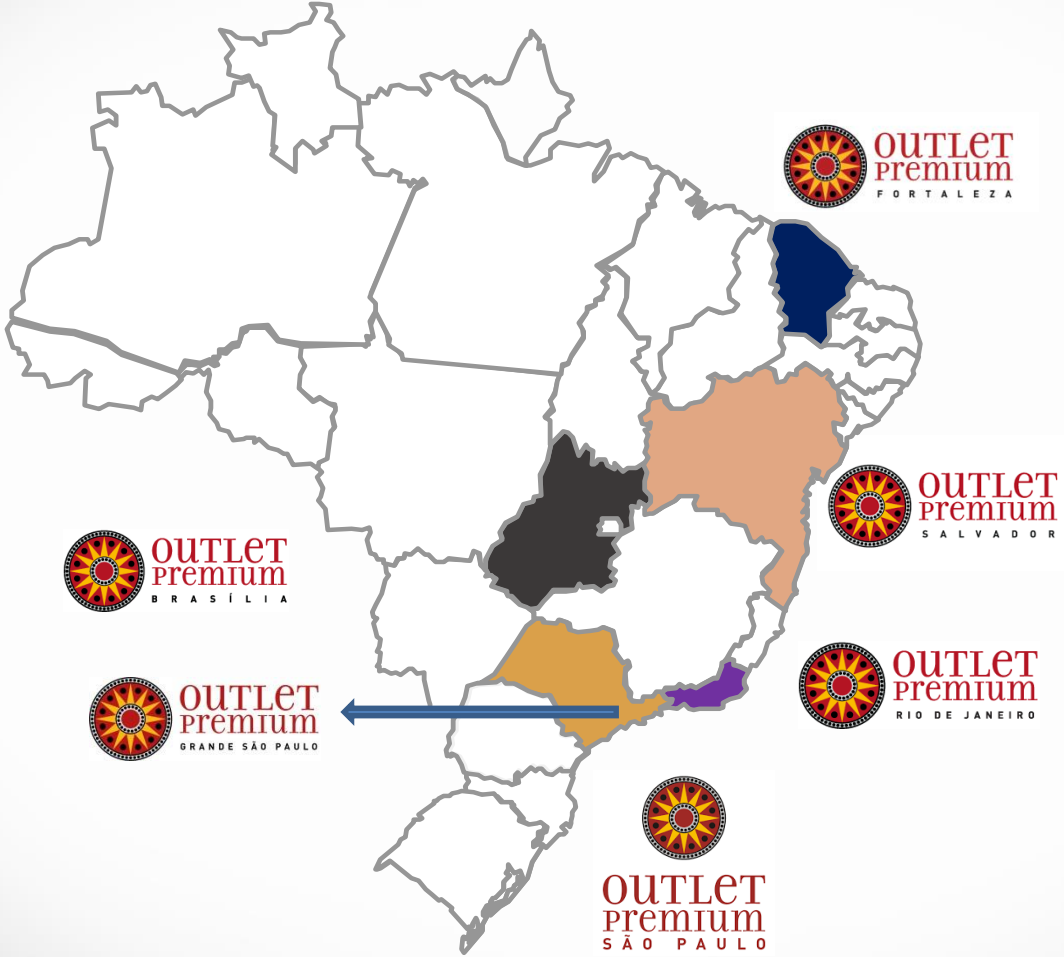 OUTLET
PREMIUM
FORTALEZA
OUTLET
PREMIUM
SALVADOR
OUTLET
PREMIUM
BRASÍLIA
OUTLET
PREMIUM
RIO DE JANEIRO
OUTLET
PREMIUM
GRANDE SÃO PAULO
OUTLET
PREMIUM
SÃO PAULO